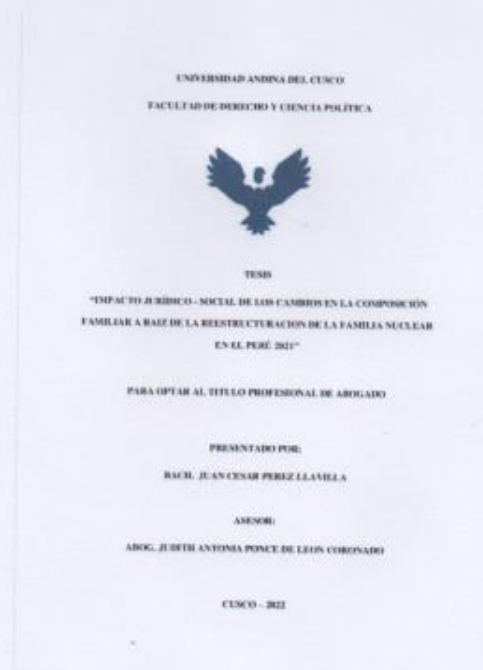 UNIVERSIDAD ANDINA DEL CUSCO
FACULTAD DE DERECHO Y CIENCIA POLÍTICA
TESIS
“IMPACTO JURÍDICO - SOCIAL DE LOS CAMBIOS EN LA COMPOSICIÓN
FAMILIAR A RAIZ DE LA REESTRUCTURACION DE LA FAMILIA NUCLEAR
EN EL PERÚ 2021”
PARA OPTAR AL TITULO PROFESIONAL DE ABOGADO
PRESENTADO POR:
BACH. JUAN CESAR PEREZ LLAVILLA
ASESOR:
ABOG. JUDITH ANTONIA PONCE DE LEON CORONADO
CUSCO – 2022